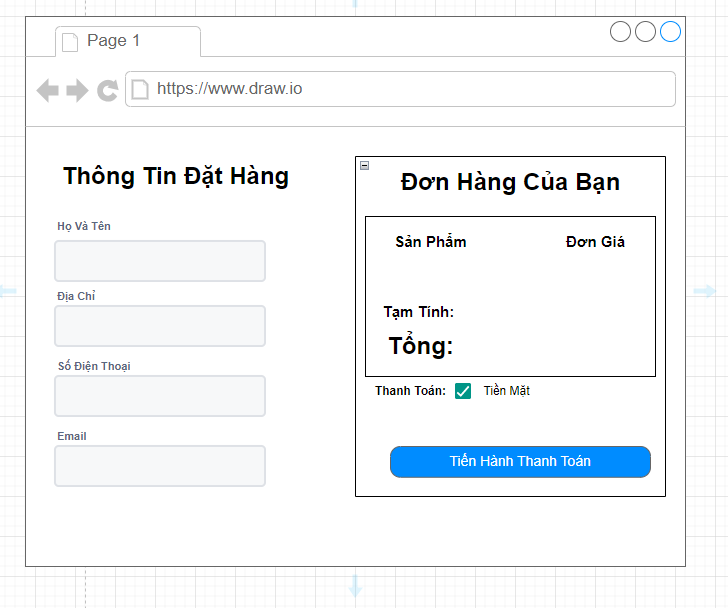 Page 1
https://www.draw.io
Thông Tin Đặt Hàng
Họ Và Tên
Địa Chỉ
Số Điện Thoại
Email
Đơn Hàng Của Bạn
Sản Phẩm
Đơn Giá
Tạm Tính:
Tổng:
Thanh Toán:
Tiền Mặt
Tiến Hành Thanh Toán